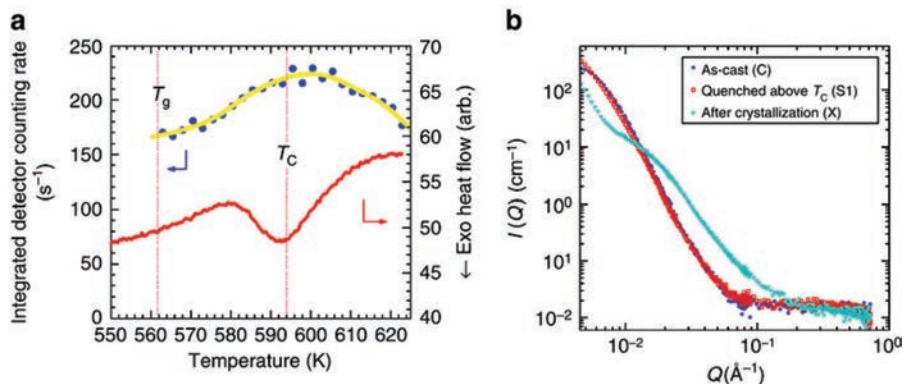 a
Integrated detector counting rate
(s⁻¹)
250
200
150
100
50
0
Tg
TC
70
65
60
55
50
45
40
← Exo heat flow (arb.)
550 560 570 580 590 600 610 620
Temperature (K)
b
I (Q) (cm⁻¹)
10²
10¹
10⁰
10⁻¹
10⁻²
As-cast (C)
Quenched above TC (S1)
After crystallization (X)
10⁻² 10⁻¹ 10⁰
Q(Å⁻¹)